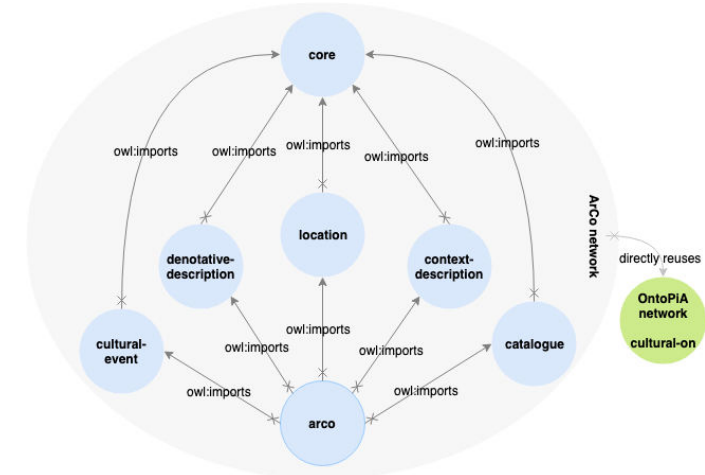 core
owl:imports
owl:imports
owl:imports
owl:imports
owl:imports
ArCo network
location
denotative-
description
context-
description
directly reuses
OntoPiA
network
cultural-on
owl:imports
cultural-
event
owl:imports
owl:imports
catalogue
owl:imports
owl:imports
arco